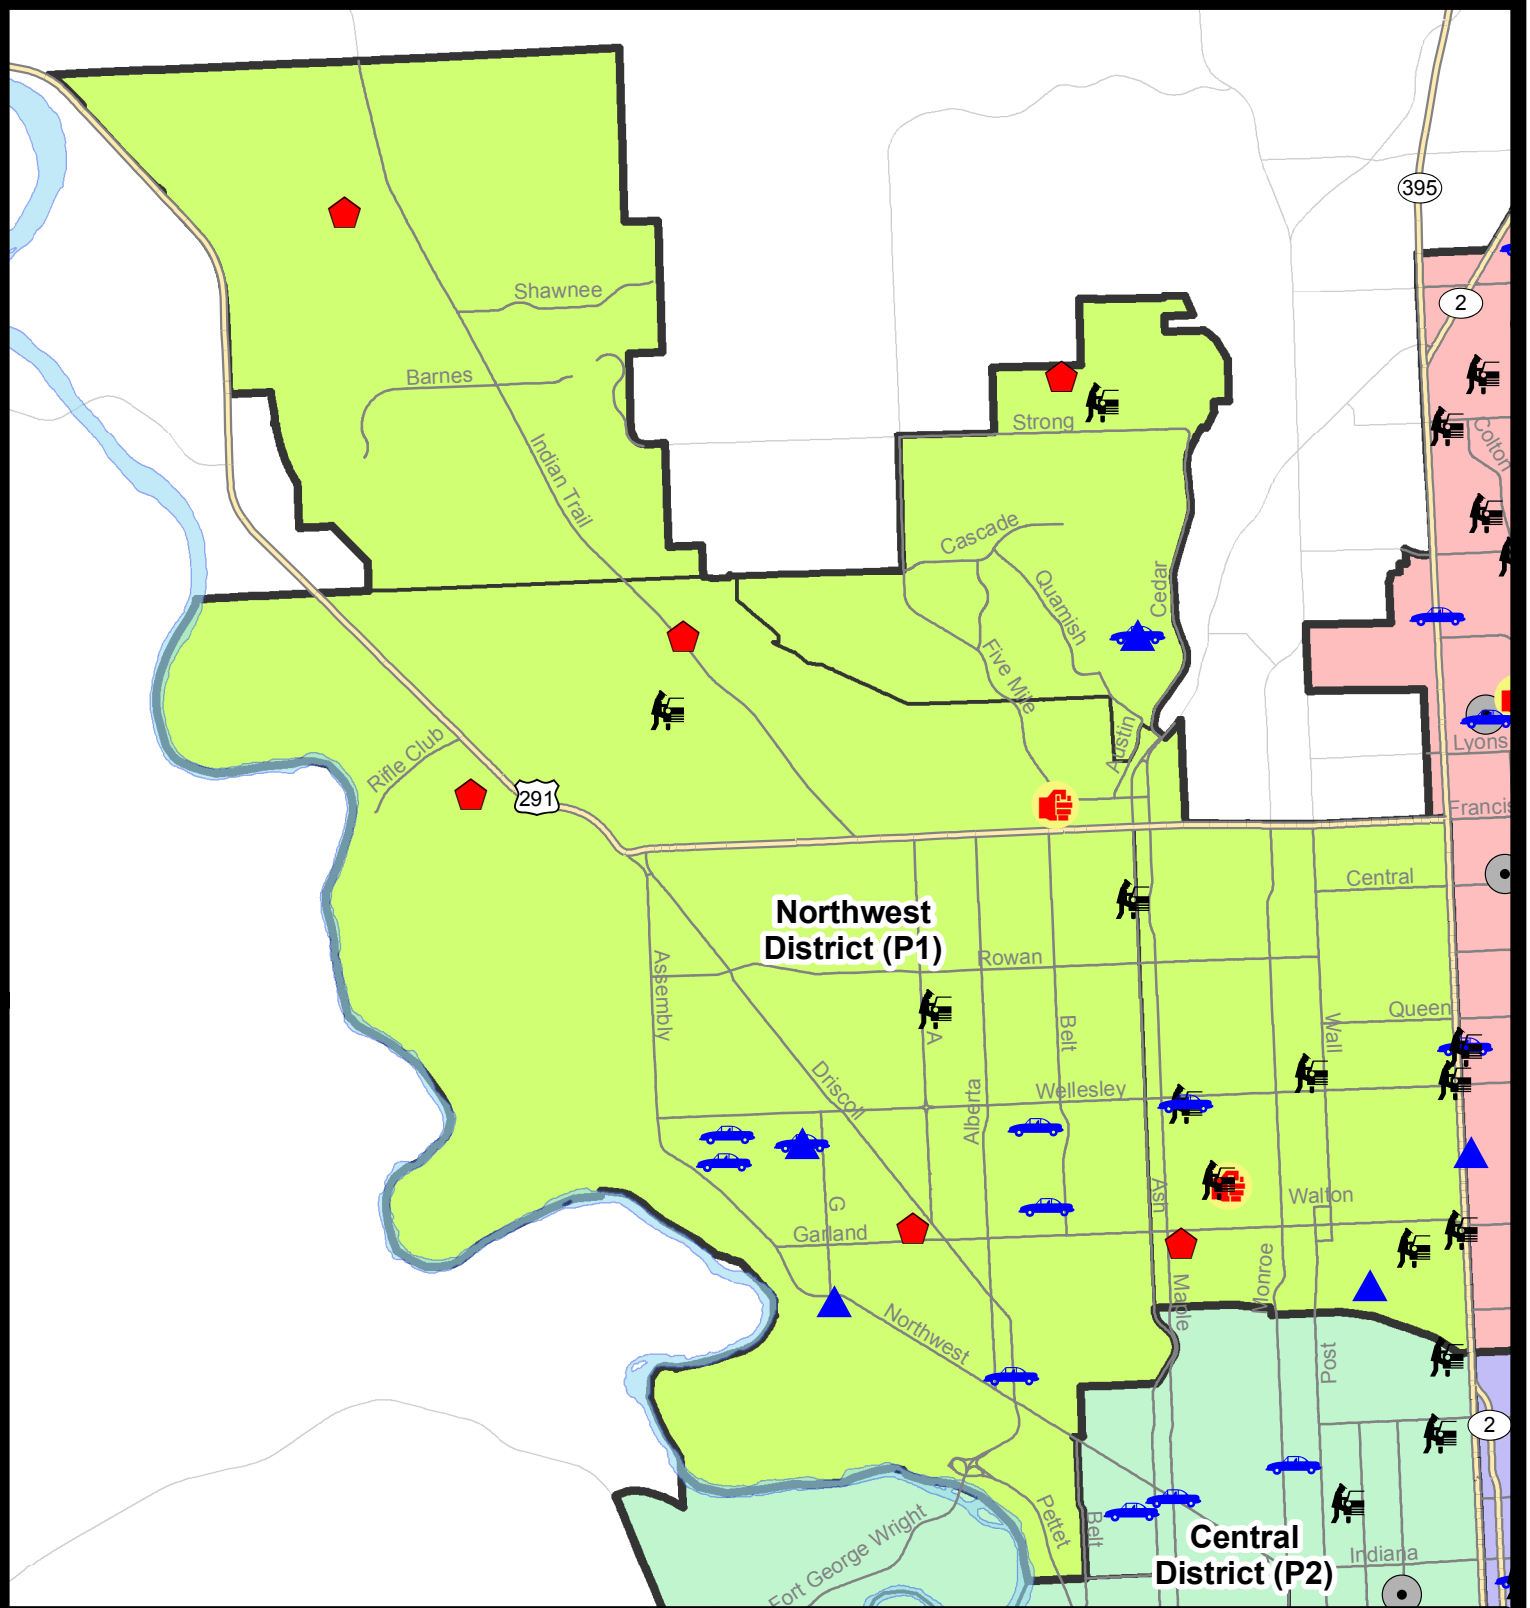 395
2
Shawnee
Barnes
Strong
Colton
Indian Trail
Cascade
Quamish
Cedar
Five Mile
Austin
Lyons
Rifle Club
291
Francis
Central
Northwest
District (P1)
Rowan
Assembly
Queen
A
Belt
Wall
Driscoll
Wellesley
Alberta
Ash
Walton
G
Garland
Monroe
Maple
Northwest
Post
2
Pettet
Belt
Fort George Wright
Central
District (P2)
Indiana